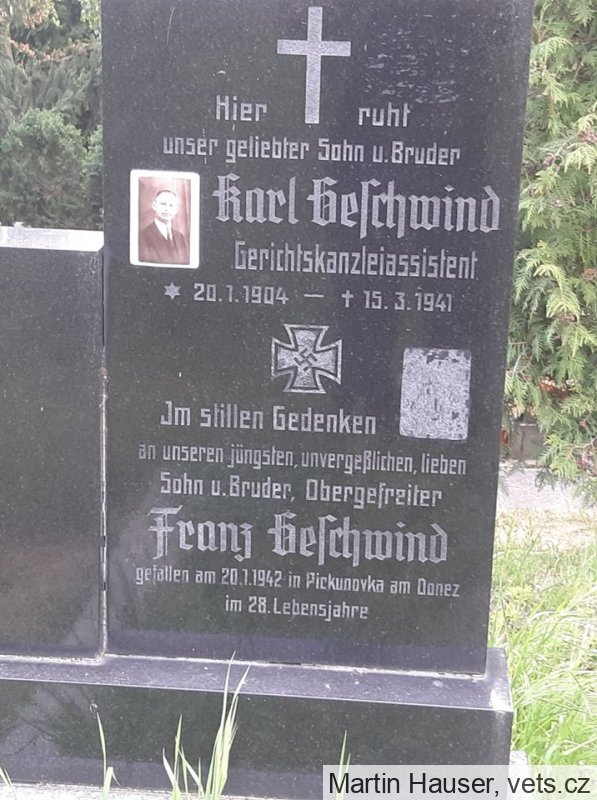 Hier ruht
unser geliebter Sohn u. Bruder
Karl Geschwind
Gerichtskanzleiassistent
* 20.1.1904 — † 15.3.1941
Im stillen Gedenken
an unseren jüngsten, unvergeßlichen, lieben
Sohn u. Bruder, Obergefreiter
Franz Geschwind
gefallen am 20.1.1942 in Pickunovka am Donez
im 28. Lebensjahre
Martin Hauser, vets.cz